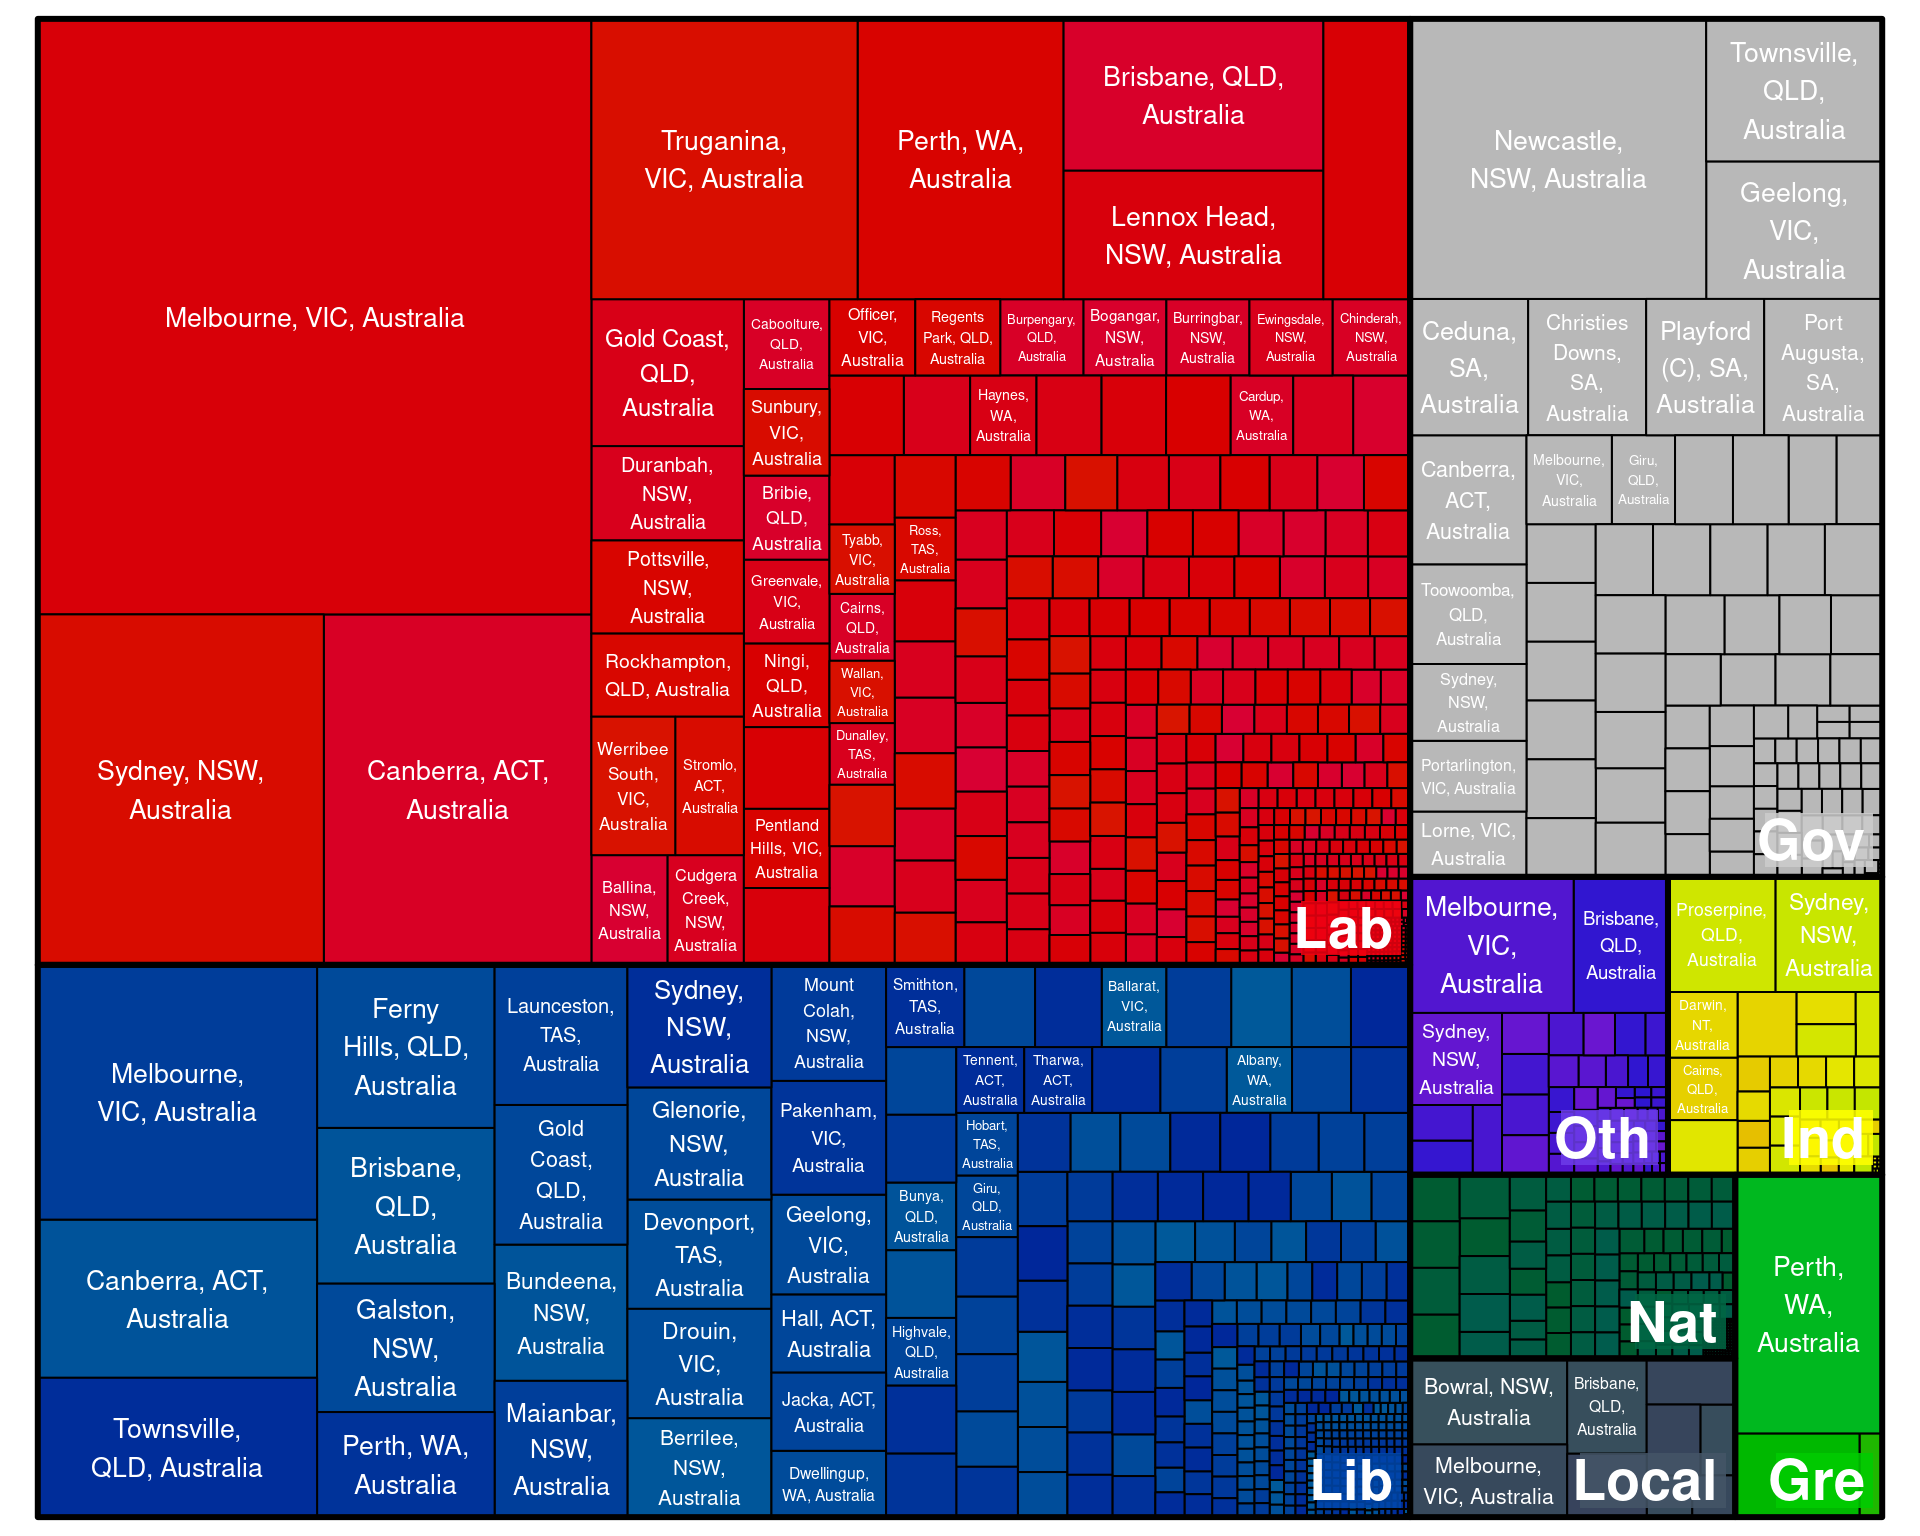 Melbourne, VIC, Australia
Sydney, NSW,
Australia
Canberra, ACT,
Australia
Truganina,
VIC, Australia
Perth, WA,
Australia
Brisbane, QLD,
Australia
Lennox Head,
NSW, Australia
Gold Coast,
QLD,
Australia
Duranbah,
NSW,
Australia
Pottsville,
NSW,
Australia
Rockhampton,
QLD, Australia
Werribee
South,
VIC,
Australia
Stromlo,
ACT,
Australia
Ballina,
NSW,
Australia
Cudgera
Creek,
NSW,
Australia
Caboolture,
QLD,
Australia
Sunbury,
VIC,
Australia
Bribie,
QLD,
Australia
Greenvale,
VIC,
Australia
Ningi,
QLD,
Australia
Pentland
Hills, VIC,
Australia
Officer,
VIC,
Australia
Regents
Park, QLD,
Australia
Burpengary,
QLD,
Australia
Bogangar,
NSW,
Australia
Burringbar,
NSW,
Australia
Ewingsdale,
NSW,
Australia
Chinderah,
NSW,
Australia
Haynes,
WA,
Australia
Cardup,
WA,
Australia
Tyabb,
VIC,
Australia
Ross,
TAS,
Australia
Cairns,
QLD,
Australia
Wallan,
VIC,
Australia
Dunalley,
TAS,
Australia
Lab
Newcastle,
NSW, Australia
Townsville,
QLD,
Australia
Geelong,
VIC,
Australia
Ceduna,
SA,
Australia
Christies
Downs,
SA,
Australia
Playford
(C), SA,
Australia
Port
Augusta,
SA,
Australia
Canberra,
ACT,
Australia
Melbourne,
VIC,
Australia
Giru,
QLD,
Australia
Toowoomba,
QLD,
Australia
Sydney,
NSW,
Australia
Portarlington,
VIC, Australia
Lorne, VIC,
Australia
Gov
Melbourne,
VIC, Australia
Canberra, ACT,
Australia
Townsville,
QLD, Australia
Ferny
Hills, QLD,
Australia
Brisbane,
QLD,
Australia
Galston,
NSW,
Australia
Perth, WA,
Australia
Launceston,
TAS,
Australia
Gold
Coast,
QLD,
Australia
Bundeena,
NSW,
Australia
Maianbar,
NSW,
Australia
Sydney,
NSW,
Australia
Glenorie,
NSW,
Australia
Devonport,
TAS,
Australia
Drouin,
VIC,
Australia
Berrilee,
NSW,
Australia
Mount
Colah,
NSW,
Australia
Pakenham,
VIC,
Australia
Geelong,
VIC,
Australia
Hall, ACT,
Australia
Jacka, ACT,
Australia
Dwellingup,
WA, Australia
Smithton,
TAS,
Australia
Ballarat,
VIC,
Australia
Tennent,
ACT,
Australia
Tharwa,
ACT,
Australia
Albany,
WA,
Australia
Hobart,
TAS,
Australia
Bunya,
QLD,
Australia
Giru,
QLD,
Australia
Highvale,
QLD,
Australia
Lib
Melbourne,
VIC,
Australia
Brisbane,
QLD,
Australia
Sydney,
NSW,
Australia
Oth
Proserpine,
QLD,
Australia
Sydney,
NSW,
Australia
Darwin,
NT,
Australia
Cairns,
QLD,
Australia
Ind
Nat
Perth,
WA,
Australia
Gre
Bowral, NSW,
Australia
Brisbane,
QLD,
Australia
Melbourne,
VIC, Australia
Local